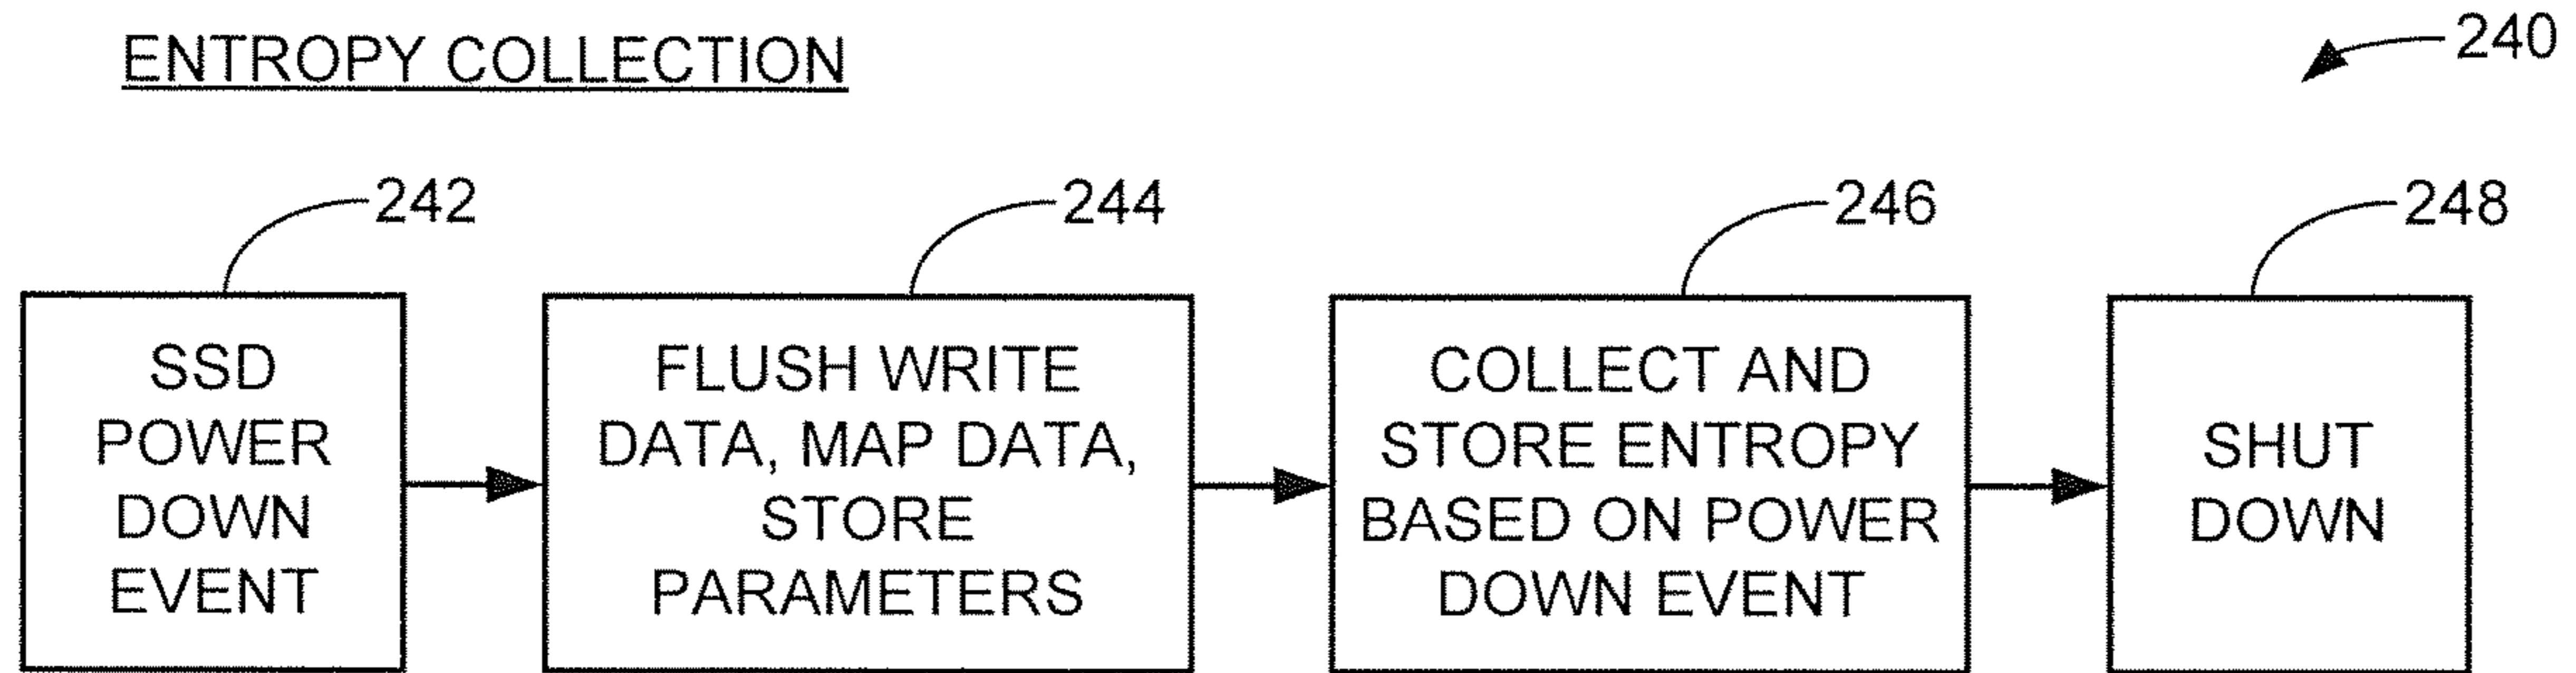 ENTROPY COLLECTION
240
242
244
246
248
SSD
POWER
DOWN
EVENT
FLUSH WRITE
DATA, MAP DATA,
STORE
PARAMETERS
COLLECT AND
STORE ENTROPY
BASED ON POWER
DOWN EVENT
SHUT
DOWN